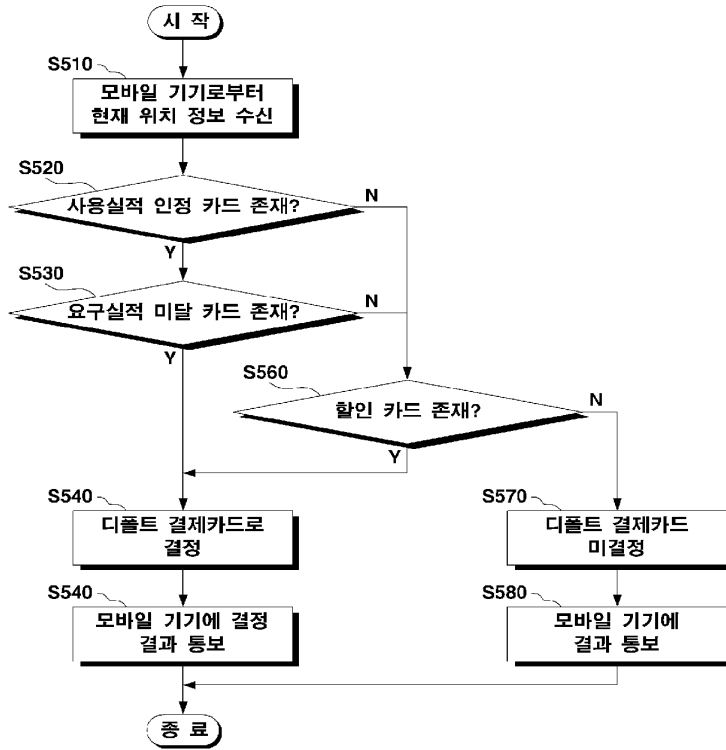 시 작
S510
모바일 기기로부터
현재 위치 정보 수신
S520
사용실적 인정 카드 존재?
N
Y
S530
요구실적 미달 카드 존재?
N
Y
S560
할인 카드 존재?
N
Y
S540
디폴트 결제카드로
결정
S570
디폴트 결제카드
미결정
S540
모바일 기기에 결정
결과 통보
S580
모바일 기기에
결과 통보
종 료